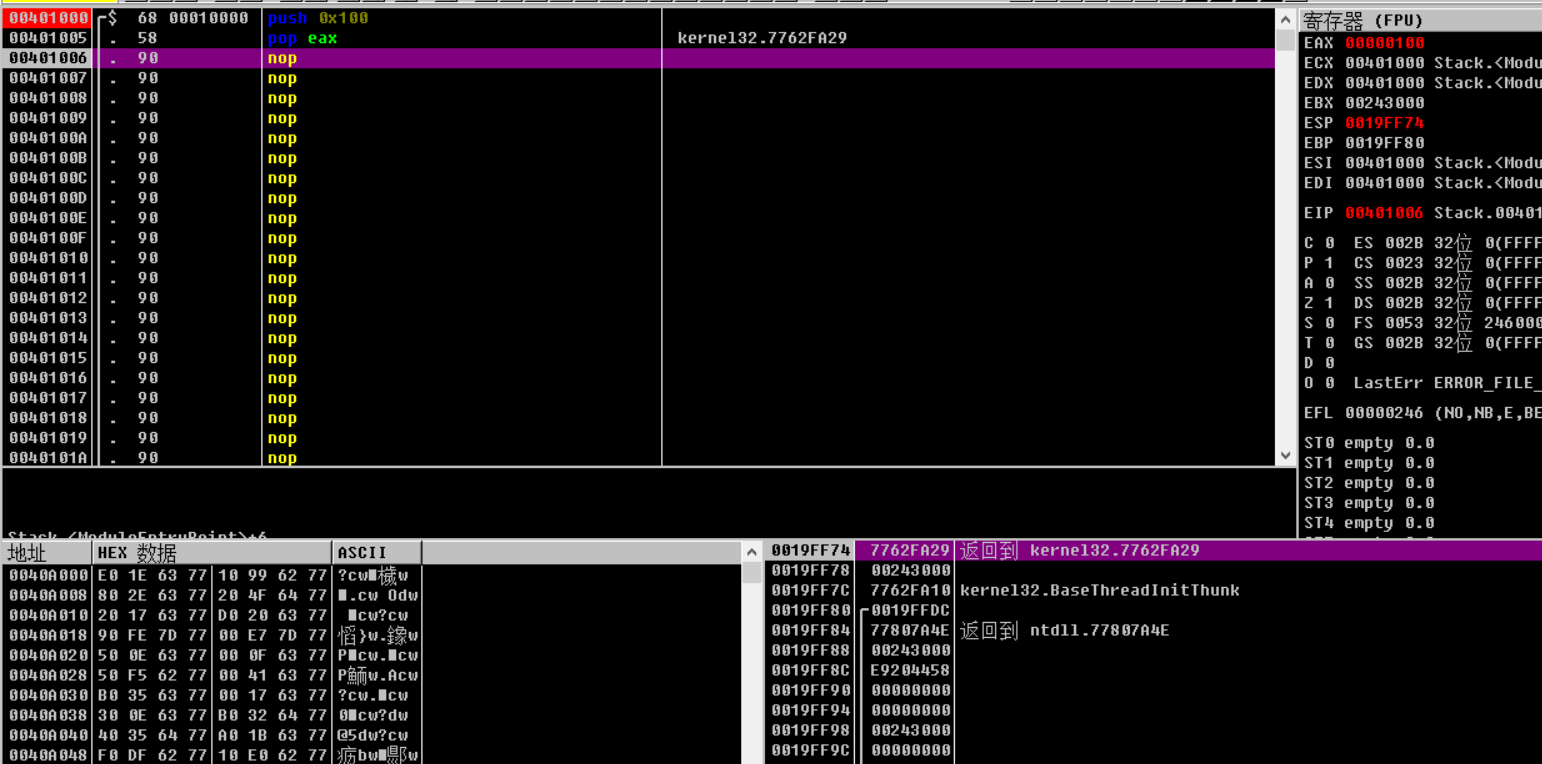 00401000 $ 68 00010000 push 0x100
00401005 . 58 pop eax kernel32.7762FA29
00401006 . 90 nop
00401007 . 90 nop
00401008 . 90 nop
00401009 . 90 nop
0040100A . 90 nop
0040100B . 90 nop
0040100C . 90 nop
0040100D . 90 nop
0040100E . 90 nop
0040100F . 90 nop
00401010 . 90 nop
00401011 . 90 nop
00401012 . 90 nop
00401013 . 90 nop
00401014 . 90 nop
00401015 . 90 nop
00401016 . 90 nop
00401017 . 90 nop
00401018 . 90 nop
00401019 . 90 nop
0040101A . 90 nop
Stack.<ModuleEntryPoint>+6
寄存器 (FPU)
EAX 00000100
ECX 00401000 Stack.<Modu
EDX 00401000 Stack.<Modu
EBX 00243000
ESP 0019FF74
EBP 0019FF80
ESI 00401000 Stack.<Modu
EDI 00401000 Stack.<Modu
EIP 00401006 Stack.00401
C 0 ES 002B 32位 0(FFFF
P 1 CS 0023 32位 0(FFFF
A 0 SS 002B 32位 0(FFFF
Z 1 DS 002B 32位 0(FFFF
S 0 FS 0053 32位 246000
T 0 GS 002B 32位 0(FFFF
D 0
O 0 LastErr ERROR_FILE_
EFL 00000246 (NO,NB,E,BE
ST0 empty 0.0
ST1 empty 0.0
ST2 empty 0.0
ST3 empty 0.0
ST4 empty 0.0
地址 HEX 数据 ASCII
0040A000 E0 1E 63 77 10 99 62 77 ?cw■檅w
0040A008 80 2E 63 77 20 4F 64 77 ■.cw Odw
0040A010 20 17 63 77 D0 20 63 77 ■cw?cw
0040A018 90 FE 7D 77 00 E7 7D 77 慆}w.鐌w
0040A020 50 0E 63 77 00 0F 63 77 P■cw.■cw
0040A028 50 F5 62 77 00 41 63 77 P鮞w.Acw
0040A030 B0 35 63 77 00 17 63 77 ?cw.■cw
0040A038 30 0E 63 77 B0 32 64 77 0■cw?dw
0040A040 40 35 64 77 A0 1B 63 77 @5dw?cw
0040A048 F0 DF 62 77 10 E0 62 77
0019FF74 7762FA29 返回到 kernel32.7762FA29
0019FF78 00243000
0019FF7C 7762FA10 kernel32.BaseThreadInitThunk
0019FF80 0019FFDC
0019FF84 77807A4E 返回到 ntdll.77807A4E
0019FF88 00243000
0019FF8C E9204458
0019FF90 00000000
0019FF94 00000000
0019FF98 00243000
0019FF9C 00000000